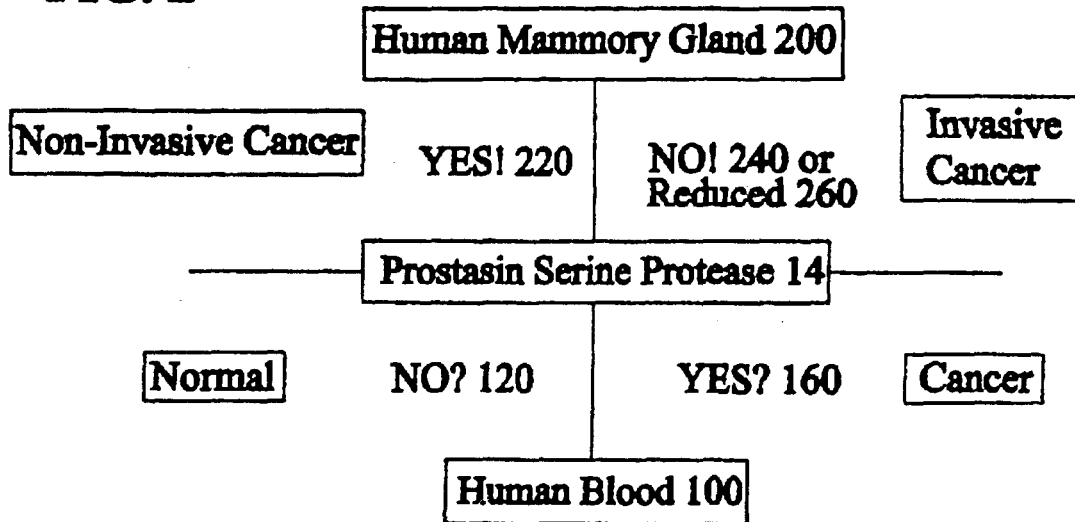 Human Mammory Gland 200
Non-Invasive Cancer
YES! 220
NO! 240 or
Reduced 260
Invasive
Cancer
Prostasin Serine Protease 14
Normal
NO? 120
YES? 160
Cancer
Human Blood 100